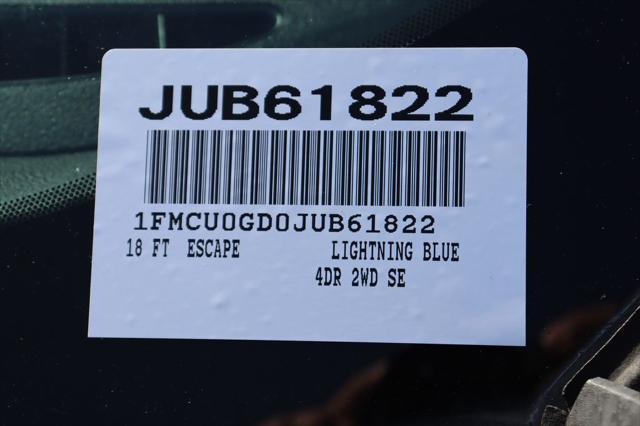 JUB61822
1FMCU0GD0JUB61822
18 FT ESCAPE LIGHTNING BLUE
4DR 2WD SE